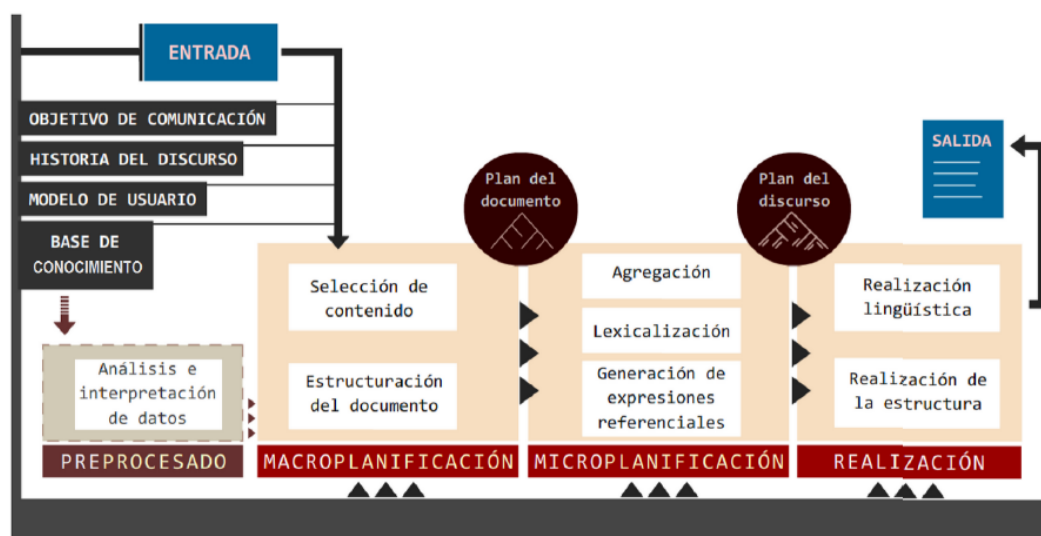 ENTRADA
OBJETIVO DE COMUNICACIÓN
HISTORIA DEL DISCURSO
MODELO DE USUARIO
BASE DE
CONOCIMIENTO
Análisis e
interpretación
de datos
PREPROCESADO
Selección de
contenido
Estructuración
del documento
MACROPLANIFICACIÓN
Plan del
documento
Agregación
Lexicalización
Generación de
expresiones
referenciales
MICROPLANIFICACIÓN
Plan del
discurso
Realización
lingüística
Realización de
la estructura
REALIZACIÓN
SALIDA